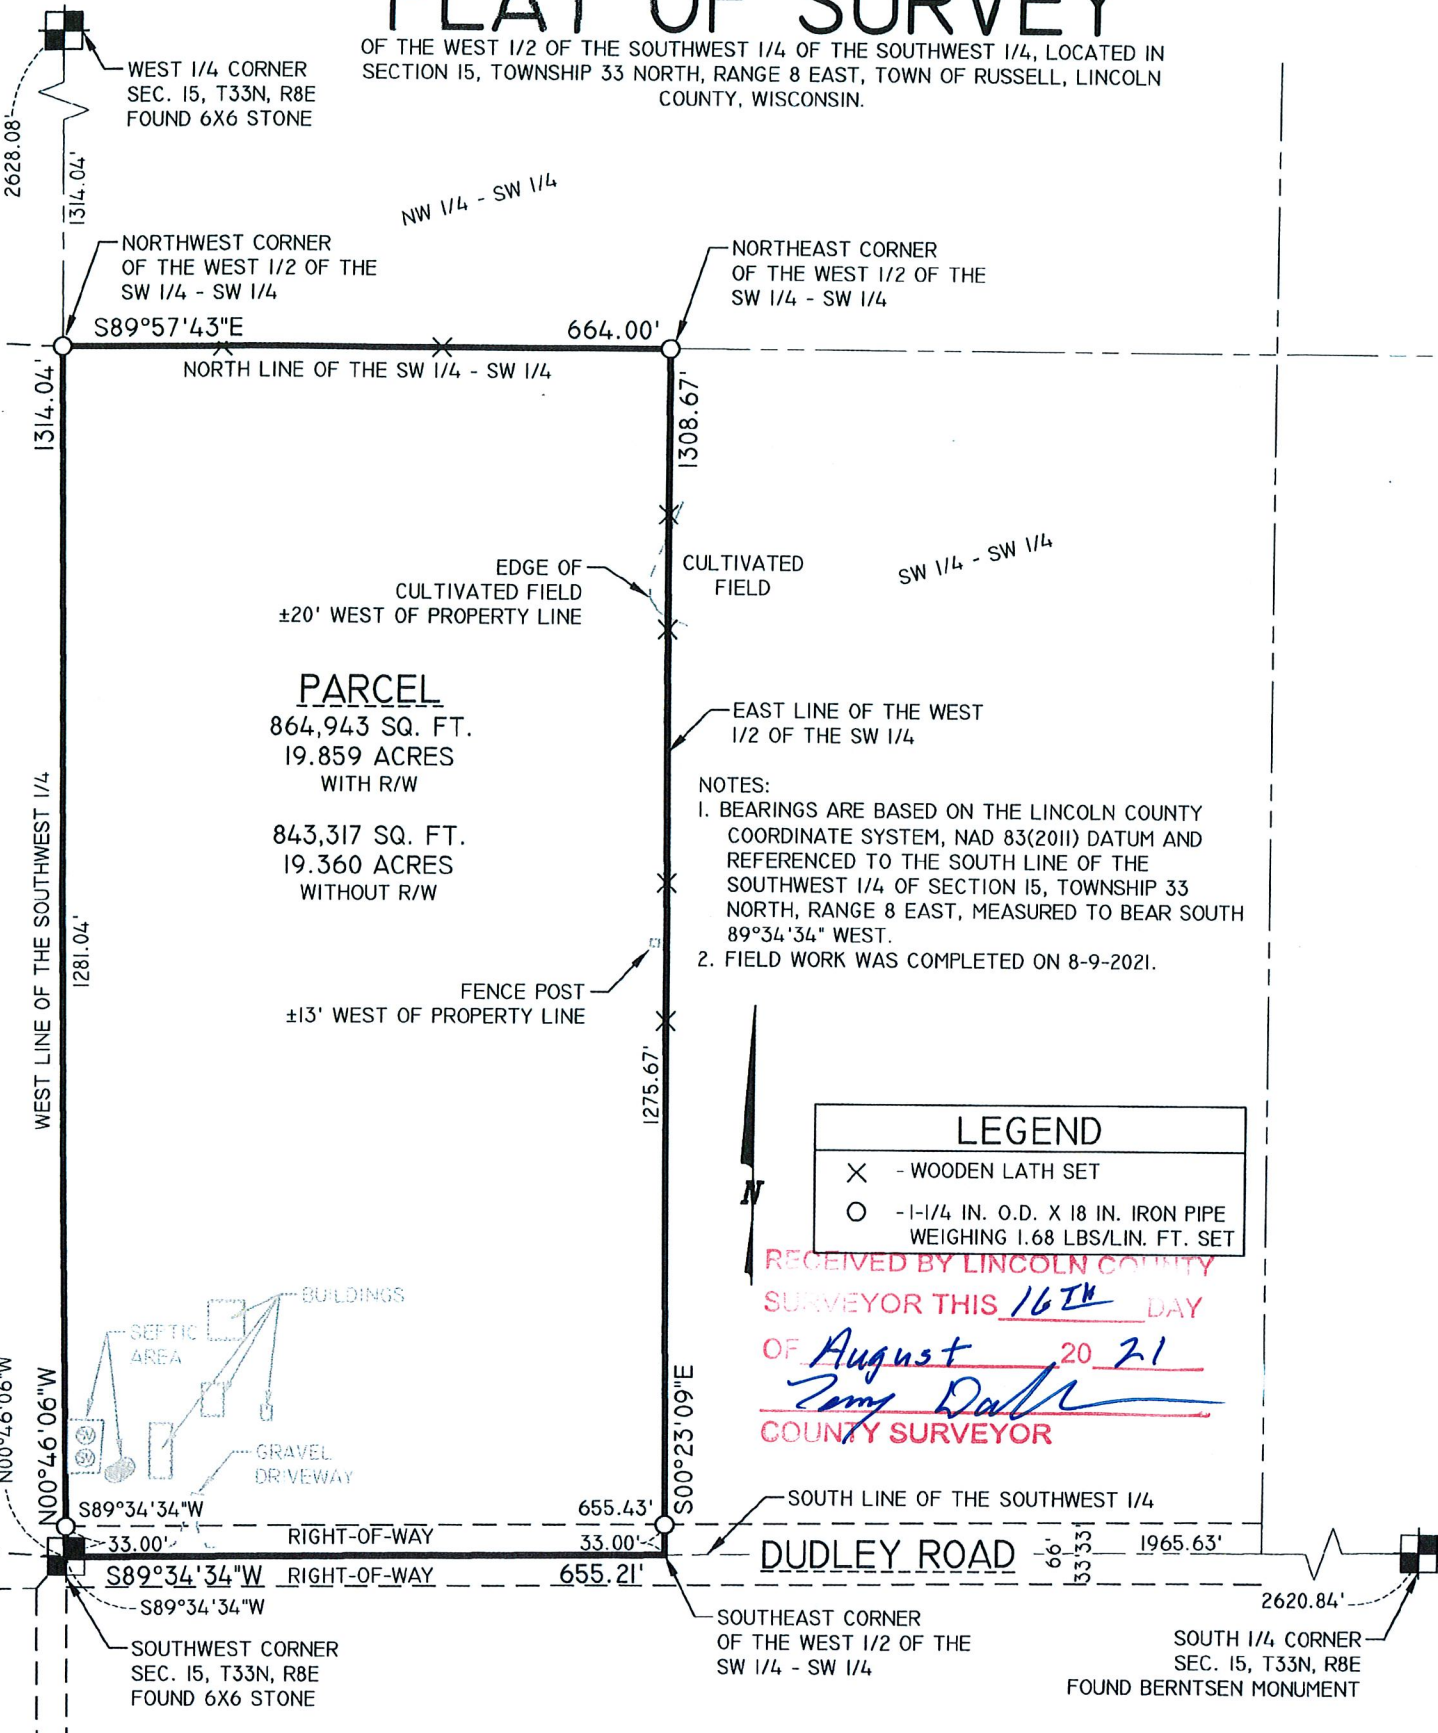 PLAT OF SURVEY
OF THE WEST 1/2 OF THE SOUTHWEST 1/4 OF THE SOUTHWEST 1/4, LOCATED IN
SECTION 15, TOWNSHIP 33 NORTH, RANGE 8 EAST, TOWN OF RUSSELL, LINCOLN
COUNTY, WISCONSIN.
WEST 1/4 CORNER
SEC. 15, T33N, R8E
FOUND 6X6 STONE
2628.08'
1314.04'
NW 1/4 - SW 1/4
NORTHWEST CORNER
OF THE WEST 1/2 OF THE
SW 1/4 - SW 1/4
NORTHEAST CORNER
OF THE WEST 1/2 OF THE
SW 1/4 - SW 1/4
S89°57'43"E
664.00'
NORTH LINE OF THE SW 1/4 - SW 1/4
1314.04'
1308.67'
EDGE OF
CULTIVATED FIELD
±20' WEST OF PROPERTY LINE
CULTIVATED
FIELD
SW 1/4 - SW 1/4
PARCEL
864,943 SQ. FT.
19.859 ACRES
WITH R/W
843,317 SQ. FT.
19.360 ACRES
WITHOUT R/W
EAST LINE OF THE WEST
1/2 OF THE SW 1/4
NOTES:
1. BEARINGS ARE BASED ON THE LINCOLN COUNTY
COORDINATE SYSTEM, NAD 83(2011) DATUM AND
REFERENCED TO THE SOUTH LINE OF THE
SOUTHWEST 1/4 OF SECTION 15, TOWNSHIP 33
NORTH, RANGE 8 EAST, MEASURED TO BEAR SOUTH
89°34'34" WEST.
2. FIELD WORK WAS COMPLETED ON 8-9-2021.
WEST LINE OF THE SOUTHWEST 1/4
1281.04'
FENCE POST
±13' WEST OF PROPERTY LINE
1275.67'
N
LEGEND
X - WOODEN LATH SET
O - 1-1/4 IN. O.D. X 18 IN. IRON PIPE
WEIGHING 1.68 LBS/LIN. FT. SET
RECEIVED BY LINCOLN COUNTY
SURVEYOR THIS 16TH DAY
OF August 20 21
COUNTY SURVEYOR
BUILDINGS
SEPTIC
AREA
SV
SV
GRAVEL
DRIVEWAY
N00°46'06"W
N00°46'06"W
S00°23'09"E
S89°34'34"W
655.43'
SOUTH LINE OF THE SOUTHWEST 1/4
33.00'
RIGHT-OF-WAY
33.00'
DUDLEY ROAD
66'
33'33'
1965.63'
S89°34'34"W
RIGHT-OF-WAY
655.21'
S89°34'34"W
2620.84'
SOUTHWEST CORNER
SEC. 15, T33N, R8E
FOUND 6X6 STONE
SOUTHEAST CORNER
OF THE WEST 1/2 OF THE
SW 1/4 - SW 1/4
SOUTH 1/4 CORNER
SEC. 15, T33N, R8E
FOUND BERNTSEN MONUMENT